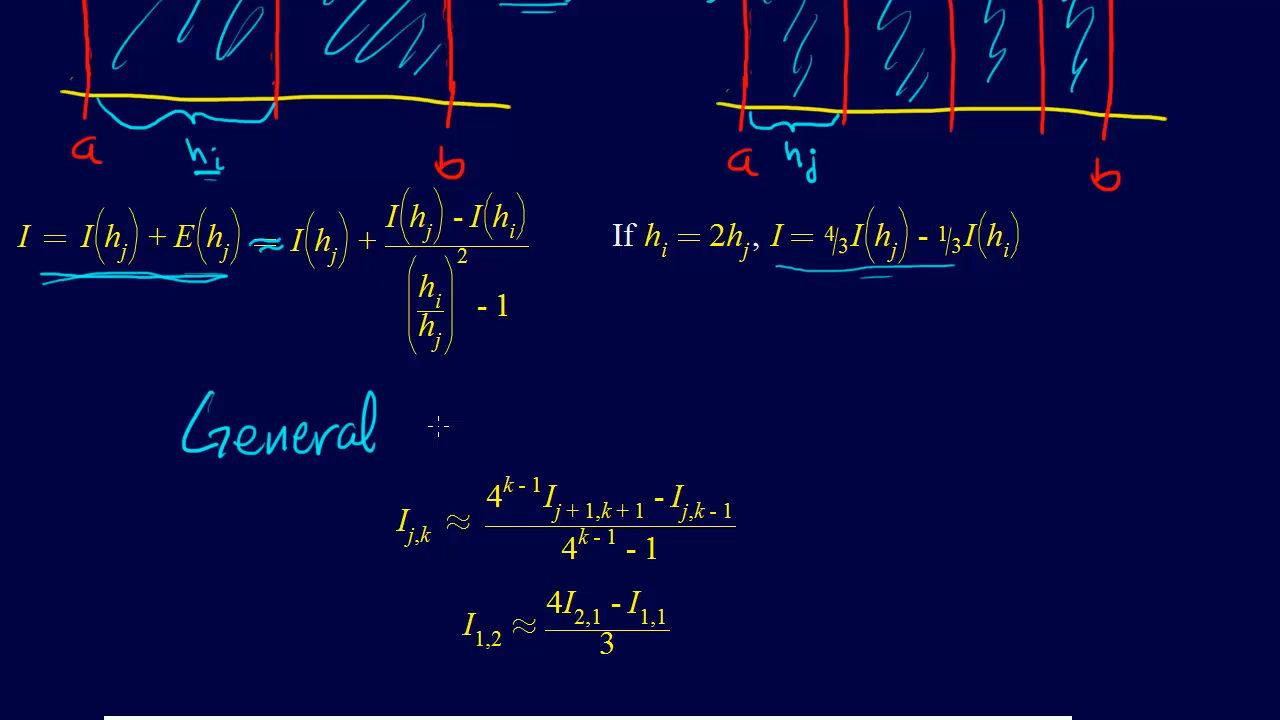 a hi b a hj b
I = I(h_j) + E(h_j) ≈ I(h_j) + (I(h_j) - I(h_i)) / ((h_i/h_j)^2 - 1) If h_i = 2h_j, I = 4/3 I(h_j) - 1/3 I(h_i)
General
I_{j,k} ≈ (4^{k-1} I_{j+1,k+1} - I_{j,k-1}) / (4^{k-1} - 1)
I_{1,2} ≈ (4I_{2,1} - I_{1,1}) / 3